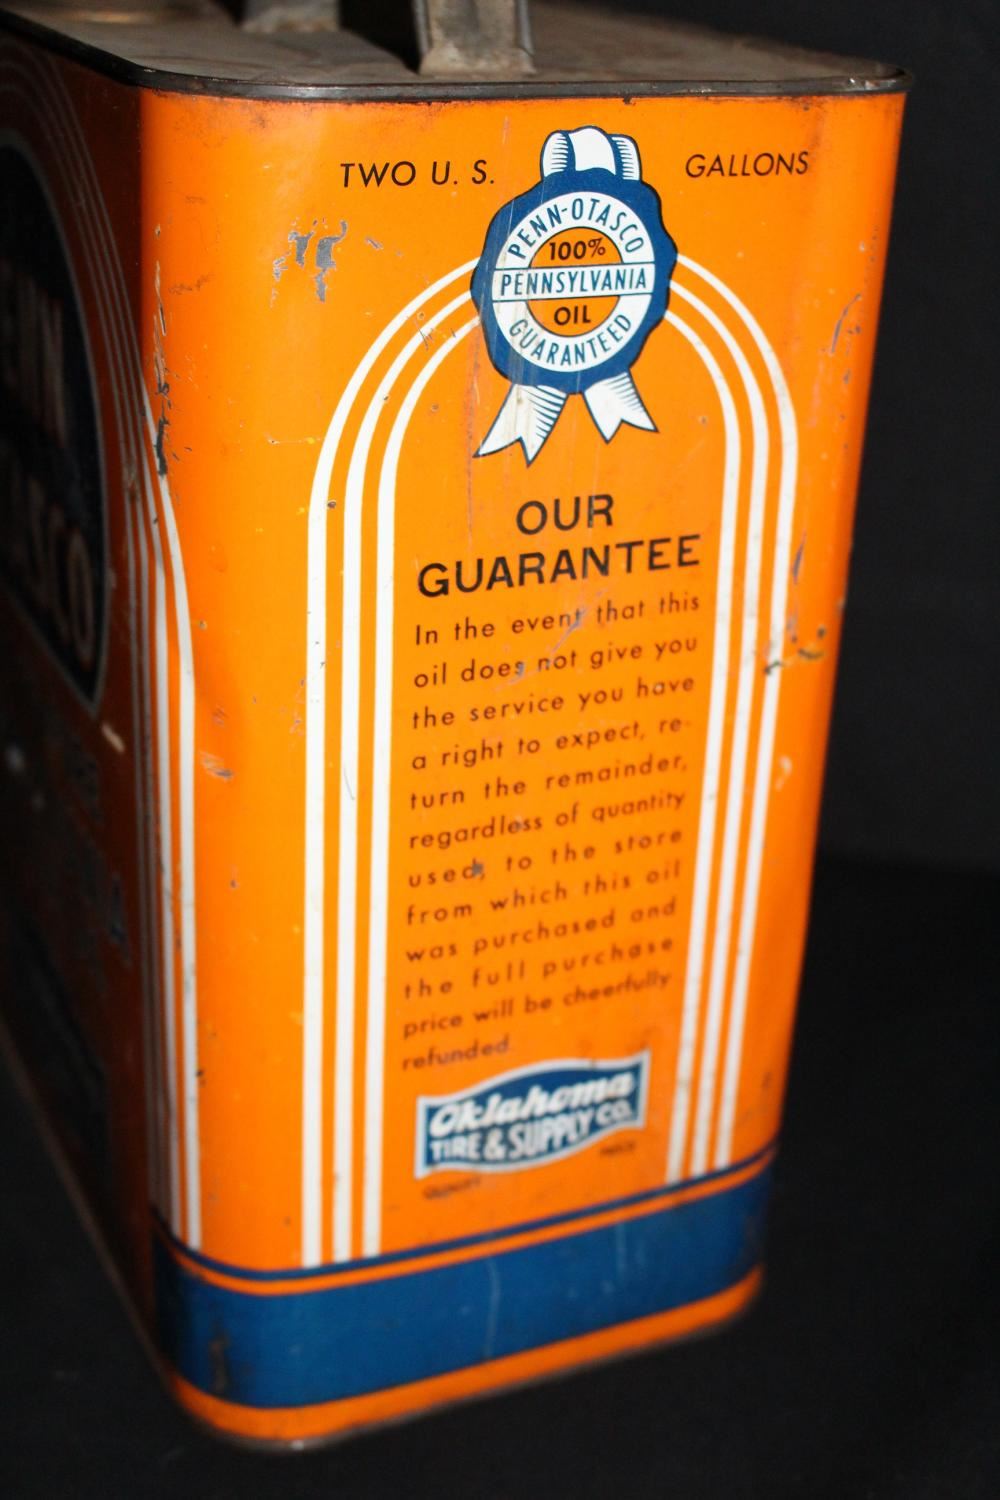 TWO U. S. GALLONS
PENN-OTASCO
100%
PENNSYLVANIA
OIL
GUARANTEED
OUR
GUARANTEE
In the event that this
oil does not give you
the service you have
a right to expect, re-
turn the remainder,
regardless of quantity
used, to the store
from which this oil
was purchased and
the full purchase
price will be cheerfully
refunded.
Oklahoma
TIRE & SUPPLY CO.
QUALITY PRICE